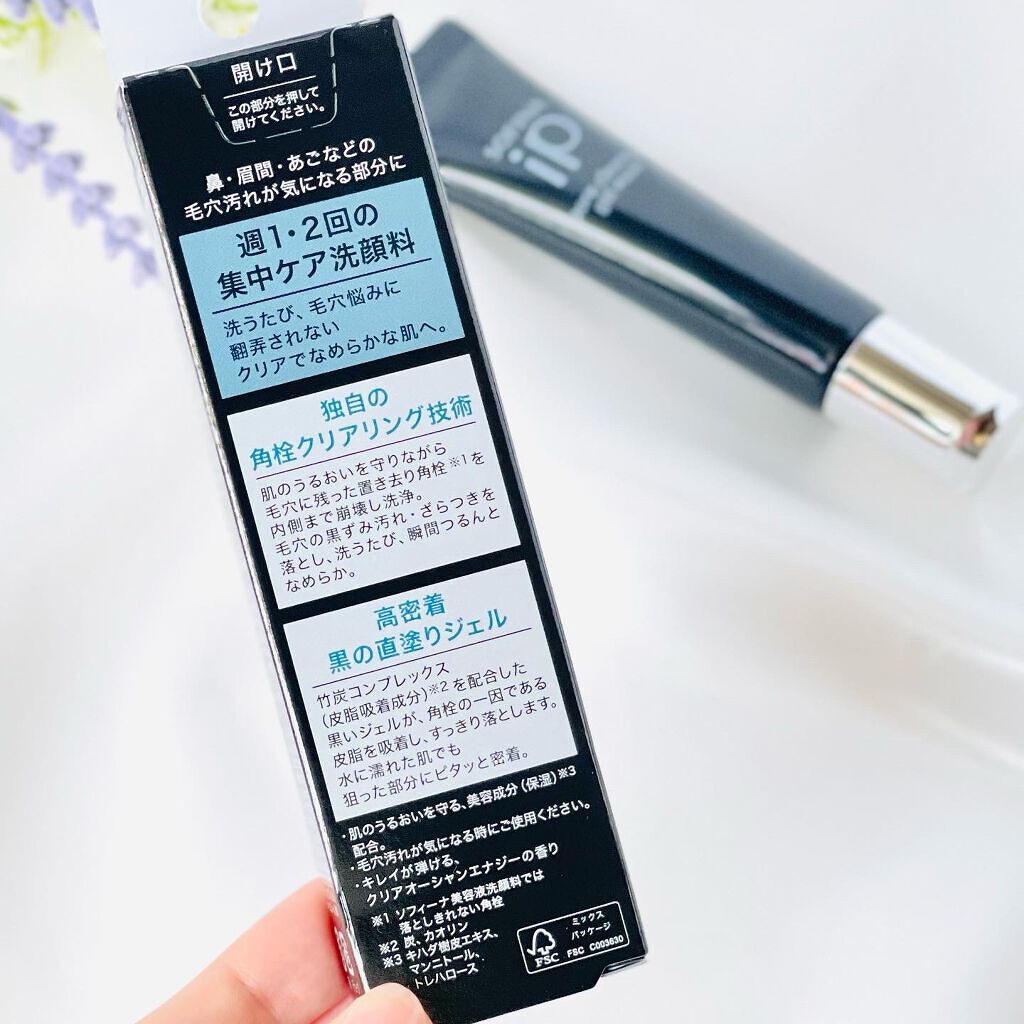 開け口
この部分を押して
開けてください。
鼻・眉間・あごなどの
毛穴汚れが気になる部分に
週1・2回の
集中ケア洗顔料
洗うたび、毛穴悩みに
翻弄されない
クリアでなめらかな肌へ。
独自の
角栓クリアリング技術
肌のうるおいを守りながら
毛穴に残った置き去り角栓※1を
内側まで崩壊し洗浄。
毛穴の黒ずみ汚れ・ざらつきを
落とし、洗うたび、瞬間つるんと
なめらか。
高密着
黒の直塗りジェル
竹炭コンプレックス
(皮脂吸着成分)※2を配合した
黒いジェルが、角栓の一因である
皮脂を吸着し、すっきり落とします。
水に濡れた肌でも
狙った部分にピタッと密着。
・肌のうるおいを守る、美容成分(保湿)※3
配合。
・毛穴汚れが気になる時にご使用ください。
・キレイが弾ける、
クリアオーシャンエナジーの香り
※1 ソフィーナ美容液洗顔料では
落としきれない角栓
※2 炭、カオリン
※3 キハダ樹皮エキス、
マンニトール、
トレハロース
ミックス
パッケージ
FSC
FSC C003630
ip